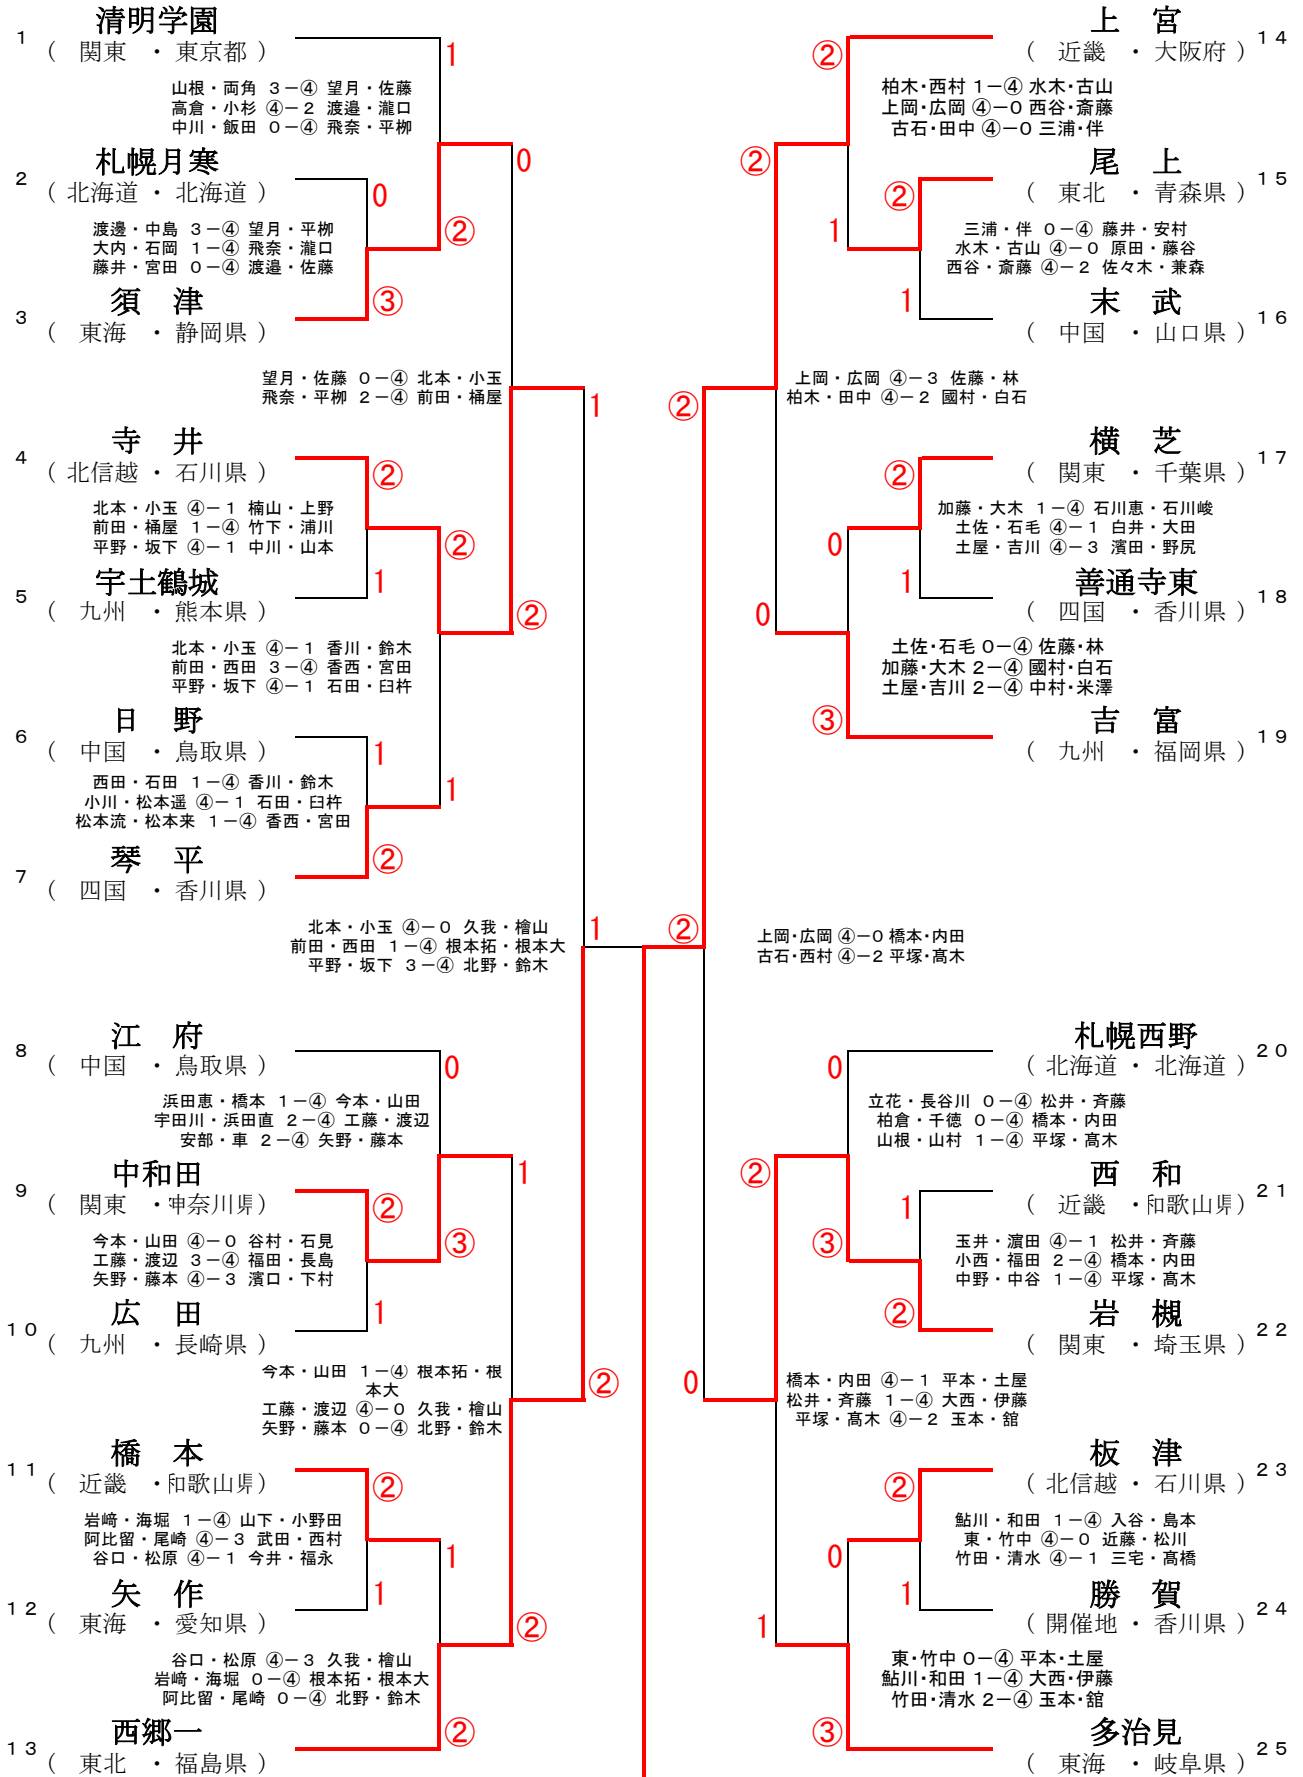 清明学園
1 （ 関東 ・ 東京都 ）
1
山根・両角 3－④ 望月・佐藤
高倉・小杉 ④－2 渡邉・瀧口
中川・飯田 0－④ 飛奈・平栁
0
札幌月寒
2 （ 北海道 ・ 北海道 ）
0
②
渡邊・中島 3－④ 望月・平栁
大内・石岡 1－④ 飛奈・瀧口
藤井・宮田 0－④ 渡邉・佐藤
須　津
③
3 （ 東海 ・ 静岡県 ）
望月・佐藤 0－④ 北本・小玉
飛奈・平栁 2－④ 前田・桶屋
1
寺　井
4 （ 北信越 ・ 石川県 ）
②
北本・小玉 ④－1 楠山・上野
前田・桶屋 1－④ 竹下・浦川
平野・坂下 ④－1 中川・山本
②
宇土鶴城
1
5 （ 九州 ・ 熊本県 ）
②
北本・小玉 ④－1 香川・鈴木
前田・西田 3－④ 香西・宮田
平野・坂下 ④－1 石田・臼杵
日　野
6 （ 中国 ・ 鳥取県 ）
1
西田・石田 1－④ 香川・鈴木
小川・松本遥 ④－1 石田・臼杵
松本流・松本来 1－④ 香西・宮田
1
琴　平
②
7 （ 四国 ・ 香川県 ）
北本・小玉 ④－0 久我・檜山
前田・西田 1－④ 根本拓・根本大
平野・坂下 3－④ 北野・鈴木
1
江　府
8 （ 中国 ・ 鳥取県 ）
0
浜田恵・橋本 1－④ 今本・山田
宇田川・浜田直 2－④ 工藤・渡辺
安部・車 2－④ 矢野・藤本
1
中和田
9 （ 関東 ・神奈川県）
②
③
今本・山田 ④－0 谷村・石見
工藤・渡辺 3－④ 福田・長島
矢野・藤本 ④－3 濱口・下村
広　田
1
10 （ 九州 ・ 長崎県 ）
今本・山田 1－④ 根本拓・根
本大
工藤・渡辺 ④－0 久我・檜山
矢野・藤本 0－④ 北野・鈴木
②
橋　本
11 （ 近畿 ・和歌山県）
②
岩﨑・海堀 1－④ 山下・小野田
阿比留・尾崎 ④－3 武田・西村
谷口・松原 ④－1 今井・福永
1
矢　作
1
12 （ 東海 ・ 愛知県 ）
②
谷口・松原 ④－3 久我・檜山
岩﨑・海堀 0－④ 根本拓・根本大
阿比留・尾崎 0－④ 北野・鈴木
西郷一
②
13 （ 東北 ・ 福島県 ）
上　宮
（ 近畿 ・ 大阪府 ） 14
②
柏木・西村 1－④ 水木・古山
上岡・広岡 ④－0 西谷・斎藤
古石・田中 ④－0 三浦・伴
②
尾　上
（ 東北 ・ 青森県 ） 15
②
1
三浦・伴 0－④ 藤井・安村
水木・古山 ④－0 原田・藤谷
西谷・斎藤 ④－2 佐々木・兼森
末　武
1
（ 中国 ・ 山口県 ） 16
上岡・広岡 ④－3 佐藤・林
柏木・田中 ④－2 國村・白石
②
横　芝
（ 関東 ・ 千葉県 ） 17
②
加藤・大木 1－④ 石川恵・石川峻
土佐・石毛 ④－1 白井・大田
土屋・吉川 ④－3 濱田・野尻
0
善通寺東
1
（ 四国 ・ 香川県 ） 18
0
土佐・石毛 0－④ 佐藤・林
加藤・大木 2－④ 國村・白石
土屋・吉川 2－④ 中村・米澤
吉　富
③
（ 九州 ・ 福岡県 ） 19
②
上岡・広岡 ④－0 橋本・内田
古石・西村 ④－2 平塚・髙木
札幌西野
（ 北海道 ・ 北海道 ） 20
0
立花・長谷川 0－④ 松井・斉藤
柏倉・千徳 0－④ 橋本・内田
山根・山村 1－④ 平塚・髙木
②
西　和
（ 近畿 ・和歌山県） 21
1
③
玉井・濵田 ④－1 松井・斉藤
小西・福田 2－④ 橋本・内田
中野・中谷 1－④ 平塚・髙木
岩　槻
②
（ 関東 ・ 埼玉県 ） 22
0
橋本・内田 ④－1 平本・土屋
松井・斉藤 1－④ 大西・伊藤
平塚・髙木 ④－2 玉本・舘
板　津
（ 北信越 ・ 石川県 ） 23
②
鮎川・和田 1－④ 入谷・島本
東・竹中 ④－0 近藤・松川
竹田・清水 ④－1 三宅・髙橋
0
勝　賀
1
（ 開催地 ・ 香川県 ） 24
1
東・竹中 0－④ 平本・土屋
鮎川・和田 1－④ 大西・伊藤
竹田・清水 2－④ 玉本・舘
多治見
③
（ 東海 ・ 岐阜県 ） 25